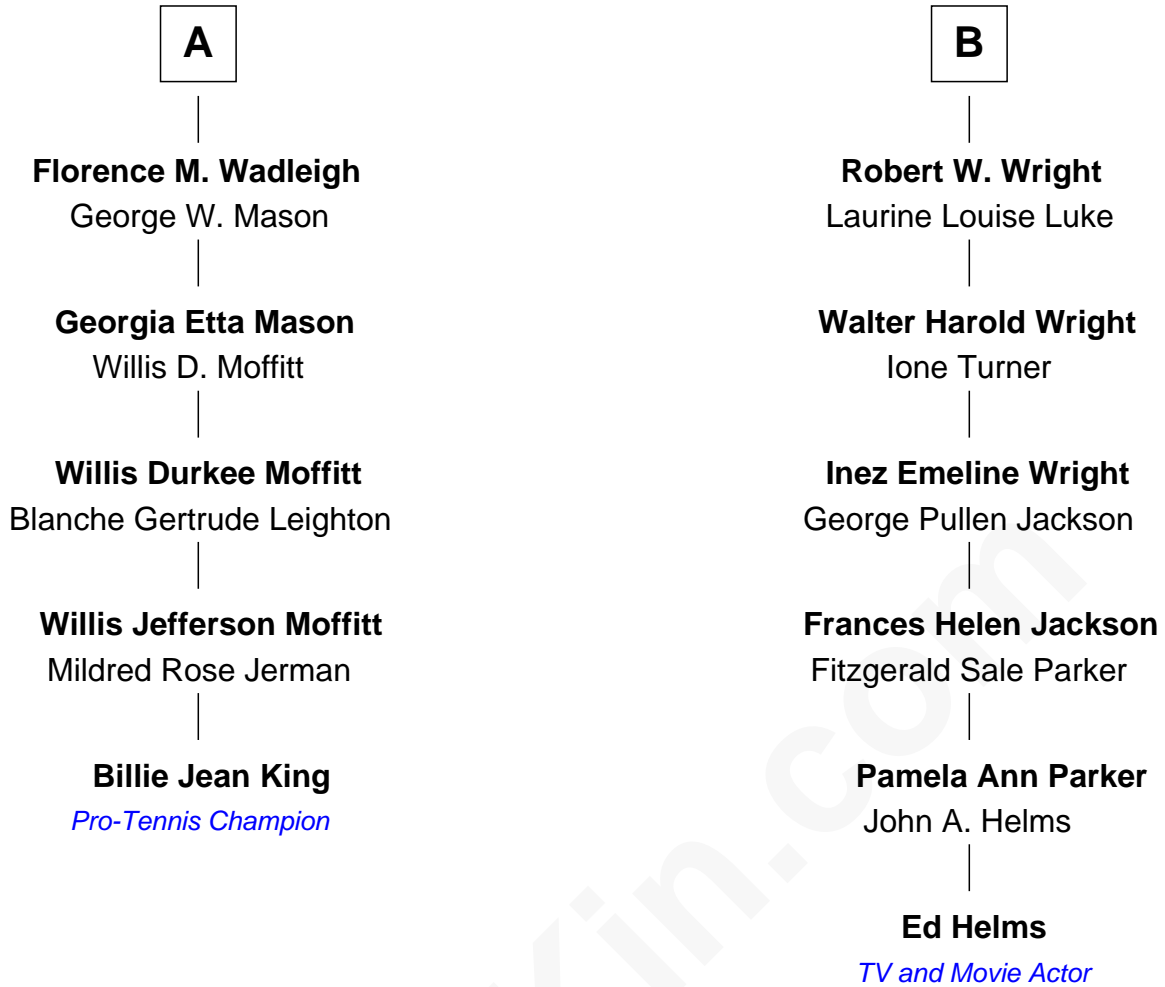 A
Florence M. Wadleigh
George W. Mason
Georgia Etta Mason
Willis D. Moffitt
Willis Durkee Moffitt
Blanche Gertrude Leighton
Willis Jefferson Moffitt
Mildred Rose Jerman
Billie Jean King
Pro-Tennis Champion
B
Robert W. Wright
Laurine Louise Luke
Walter Harold Wright
Ione Turner
Inez Emeline Wright
George Pullen Jackson
Frances Helen Jackson
Fitzgerald Sale Parker
Pamela Ann Parker
John A. Helms
Ed Helms
TV and Movie Actor
Kin.com